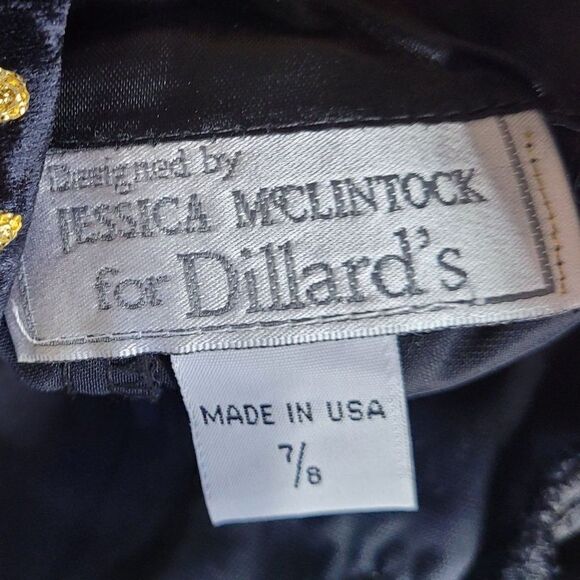 Designed by
JESSICA McCLINTOCK
for Dillard's
MADE IN USA
7/8